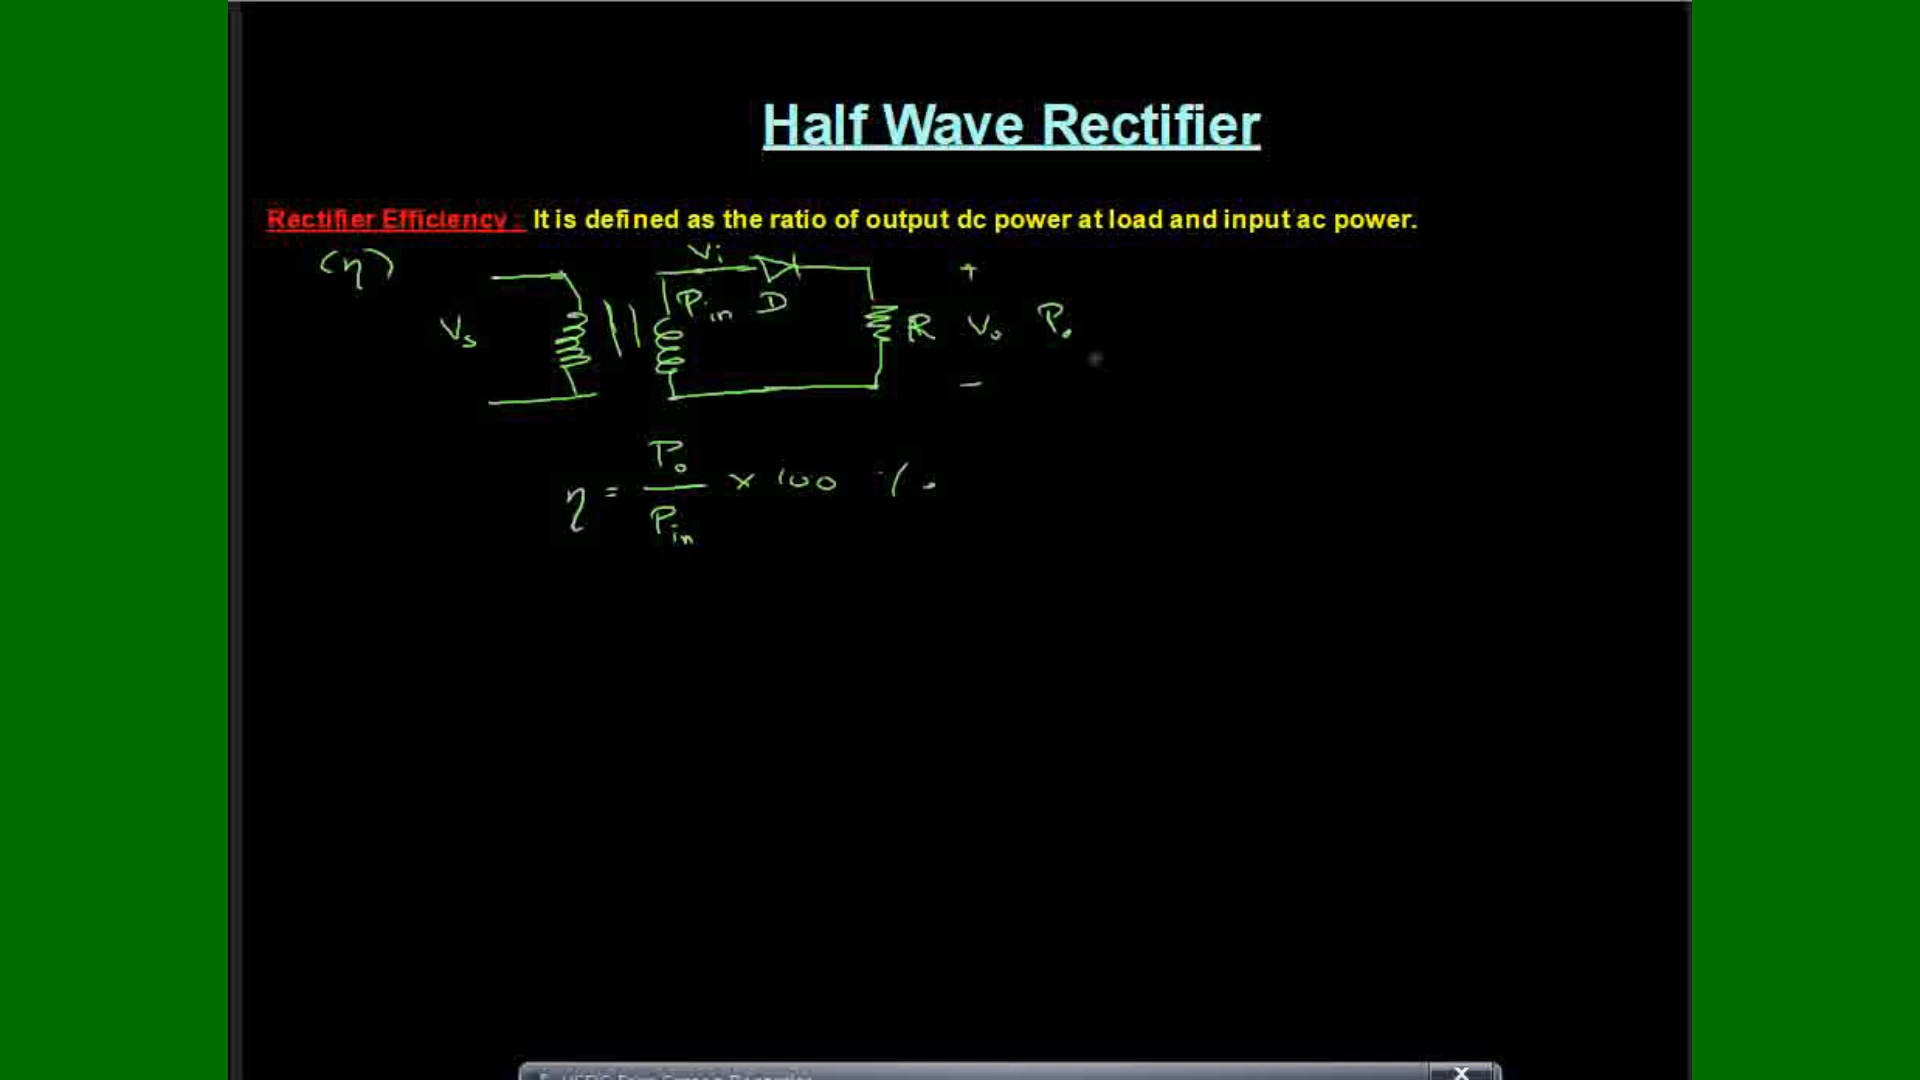 Half Wave Rectifier
Rectifier Efficiency : It is defined as the ratio of output dc power at load and input ac power.
(η)
Vi
Pin D
Vs
R
+
Vo Po
-
η = Po / Pin × 100 %
X